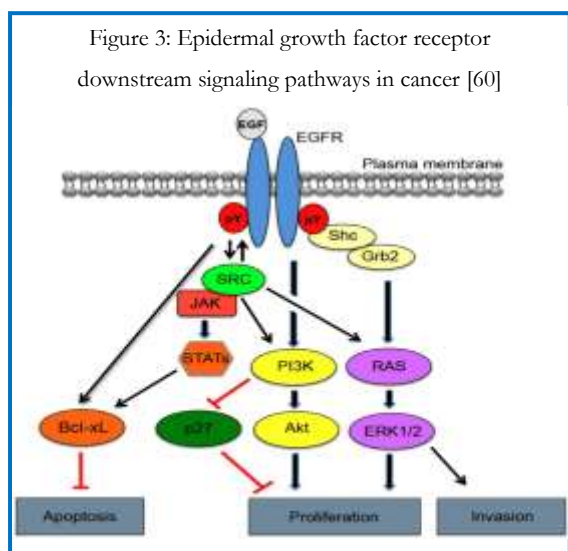 Figure 3: Epidermal growth factor receptor
downstream signaling pathways in cancer [60]
EGF
EGFR
Plasma membrane
pY
pY
Shc
Grb2
SRC
JAK
STATs
PI3K
RAS
Bcl-xL
p27
Akt
ERK1/2
Apoptosis
Proliferation
Invasion